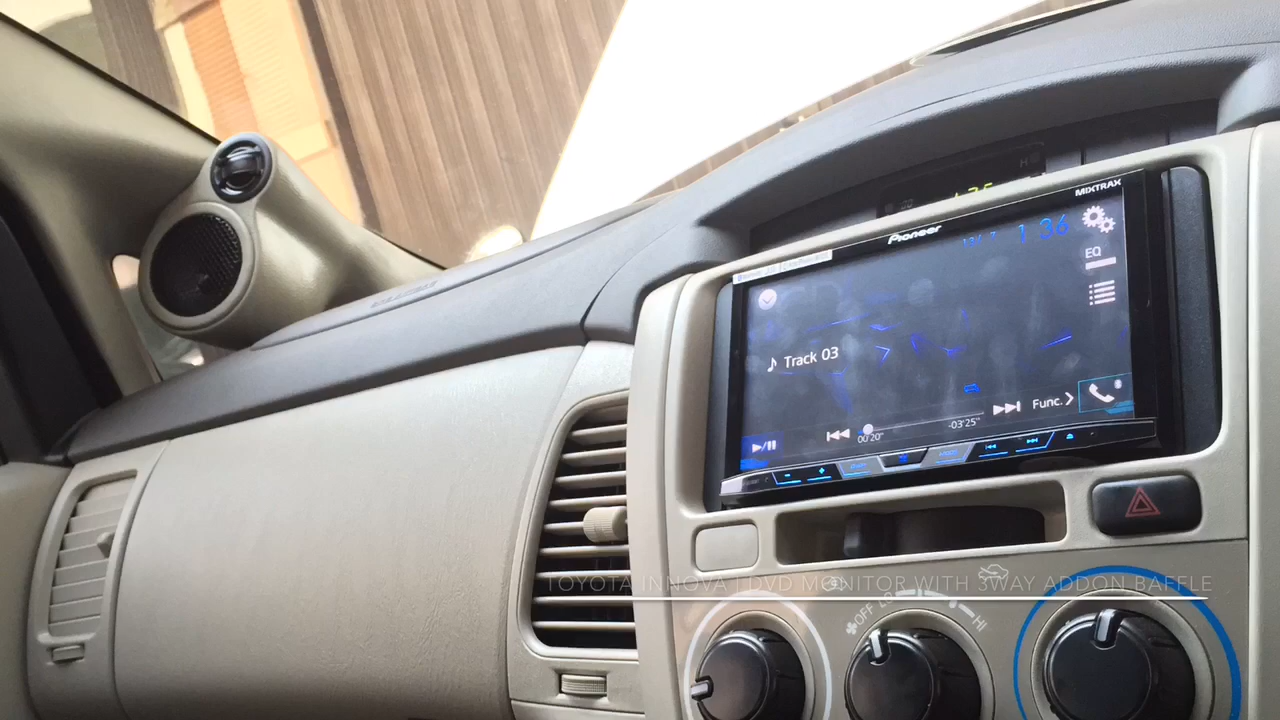 MIXTRAX
Pioneer
1:36
EQ
Track 03
Func.
00'20"
-03'25"
TOYOTA INNOVA | DVD MONITOR WITH 3WAY ADDON BAFFLE
OFF LO
HI